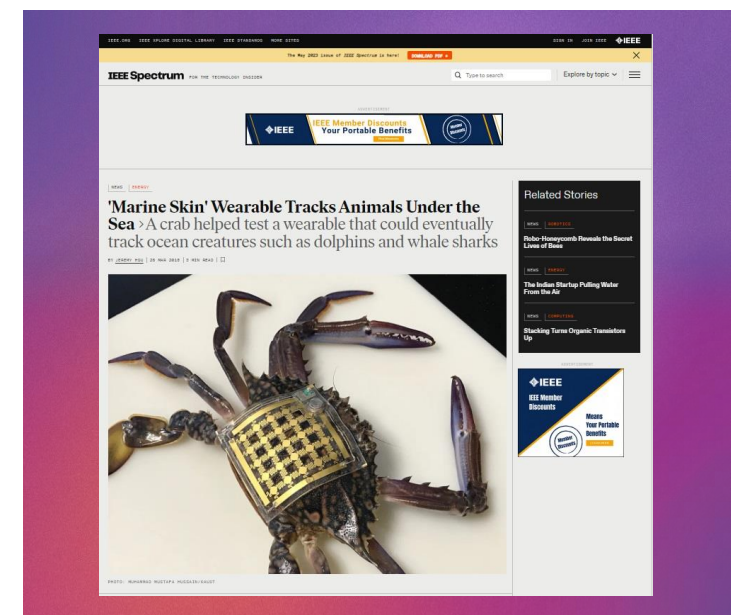 IEEE.ORG IEEE XPLORE DIGITAL LIBRARY IEEE STANDARDS MORE SITES
SIGN IN JOIN IEEE IEEE
The May 2023 issue of IEEE Spectrum is here! DOWNLOAD PDF
IEEE Spectrum FOR THE TECHNOLOGY INSIDER
Type to search
Explore by topic
ADVERTISEMENT
IEEE
IEEE Member Discounts
Your Portable Benefits
NEWS ENERGY
'Marine Skin' Wearable Tracks Animals Under the
Sea > A crab helped test a wearable that could eventually
track ocean creatures such as dolphins and whale sharks
BY JEREMY HSU 28 MAR 2018 3 MIN READ
PHOTO: MUHAMMAD MUSTAFA HUSSAIN/KAUST
Related Stories
NEWS ROBOTICS
Robo-Honeycomb Reveals the Secret
Lives of Bees
NEWS ENERGY
The Indian Startup Pulling Water
From the Air
NEWS COMPUTING
Stacking Turns Organic Transistors
Up
ADVERTISEMENT
IEEE
IEEE Member
Discounts
Means
Your Portable
Benefits
Member
Discounts